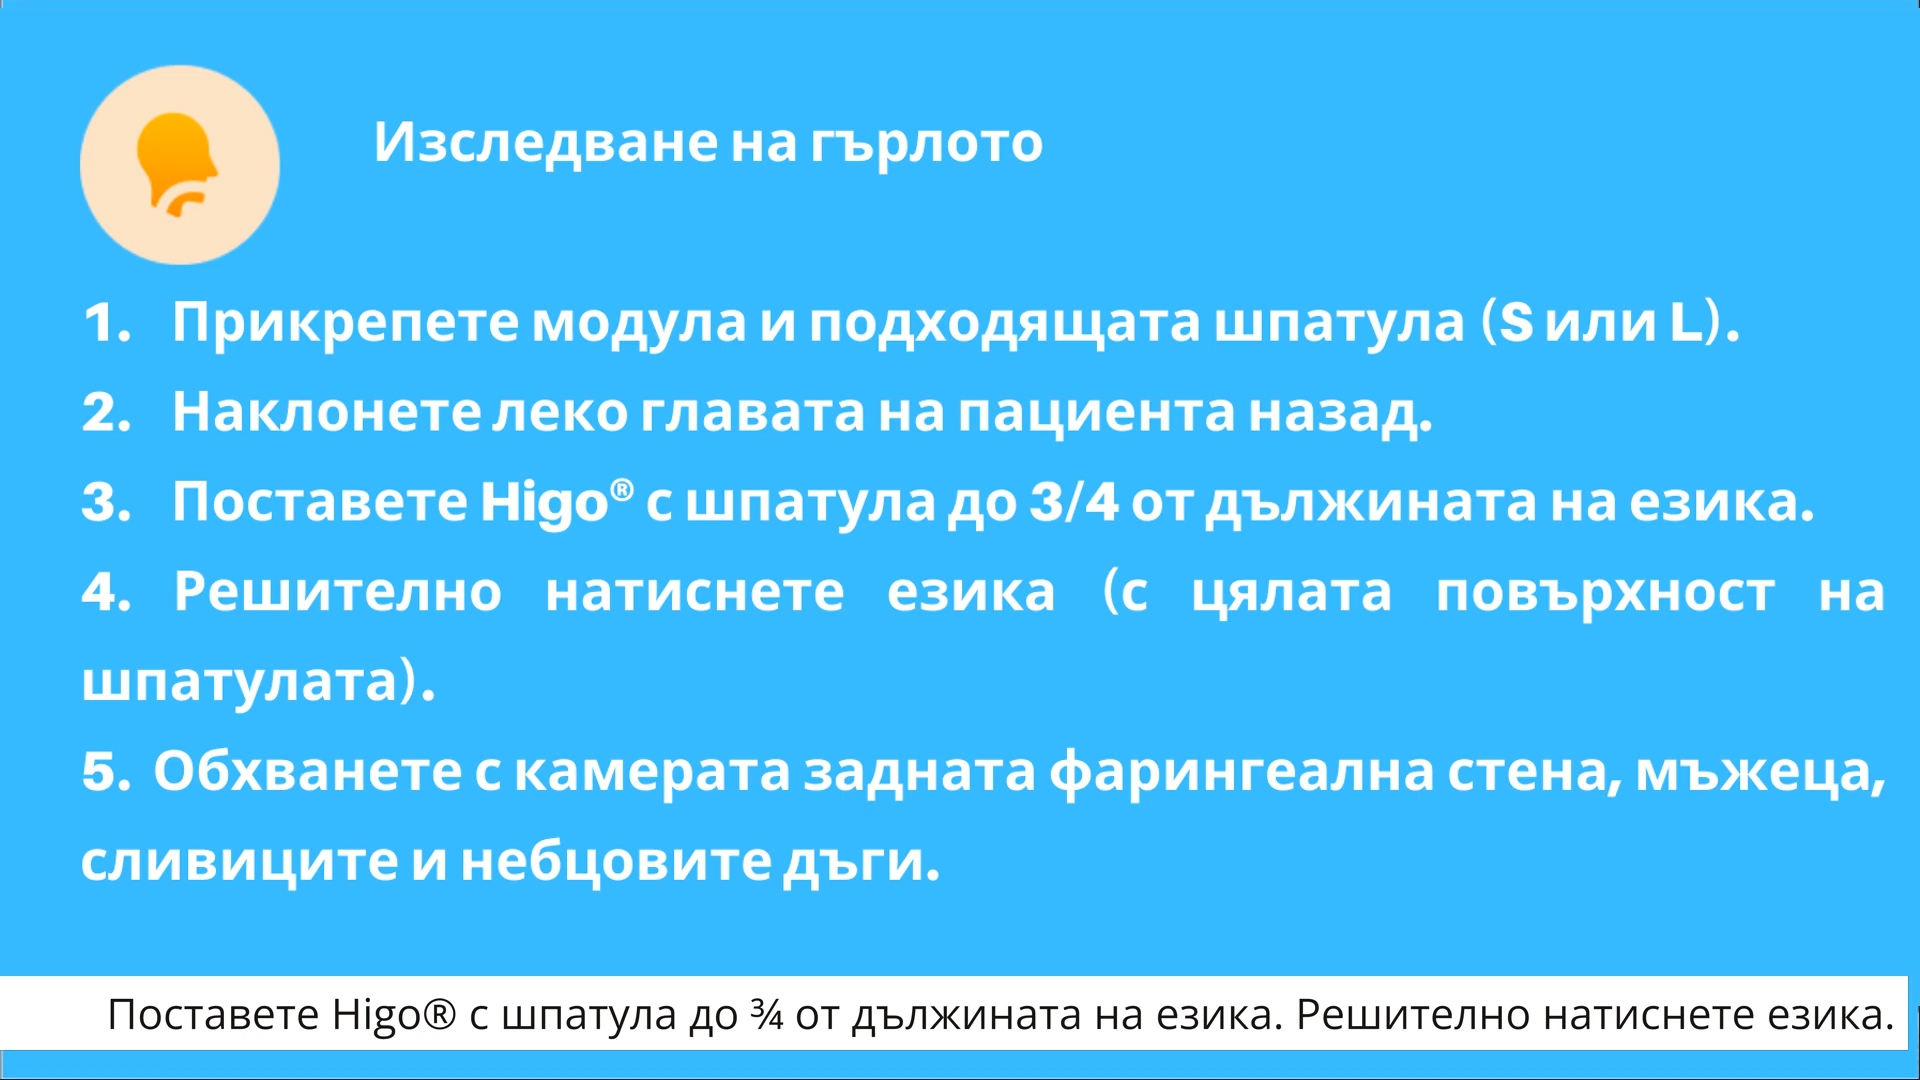 Изследване на гърлото
1. Прикрепете модула и подходящата шпатула (S или L).
2. Наклонете леко главата на пациента назад.
3. Поставете Higo® с шпатула до 3/4 от дължината на езика.
4. Решително натиснете езика (с цялата повърхност на
шпатулата).
5. Обхванете с камерата задната фарингеална стена, мъжеца,
сливиците и небцовите дъги.
Поставете Higo® с шпатула до ¾ от дължината на езика. Решително натиснете езика.